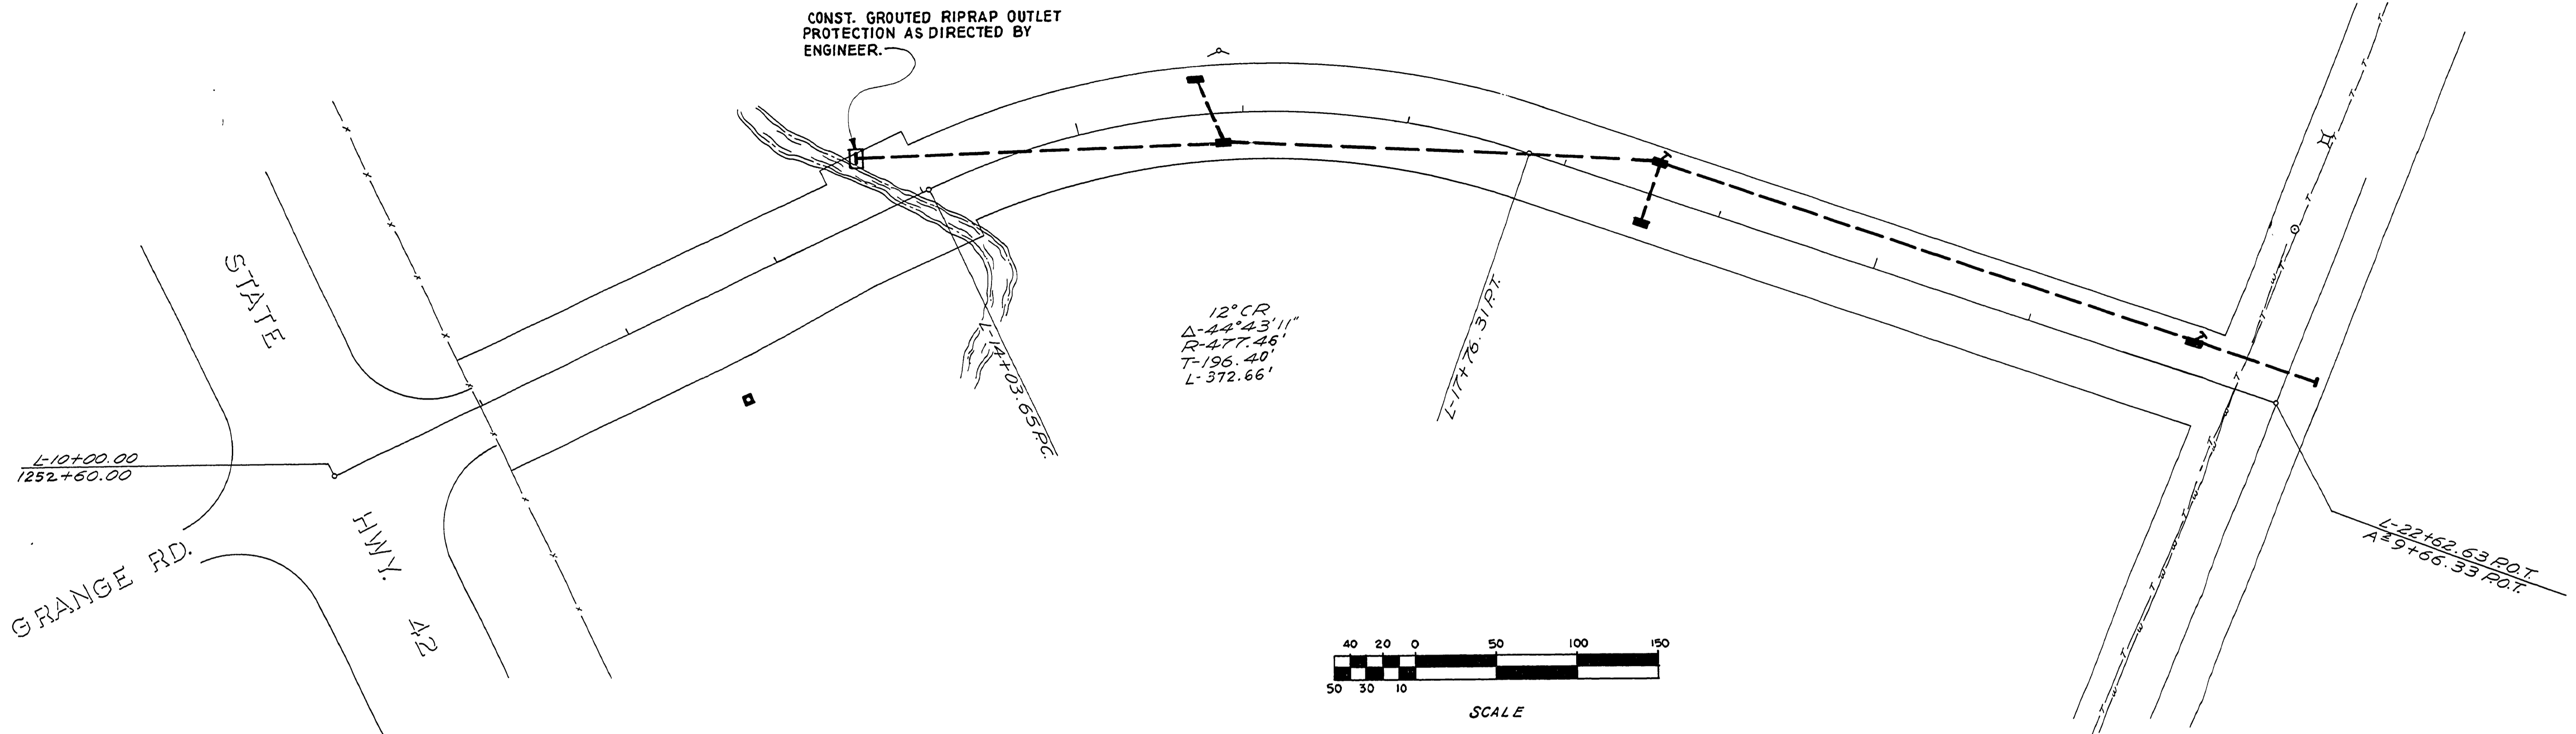 CONST. GROUTED RIPRAP OUTLET
PROTECTION AS DIRECTED BY
ENGINEER.
STATE
HWY. 42
GRANGE RD.
L-10+00.00
1252+60.00
L-14+03.65 P.C.
12° CR
Δ-44°43'11"
R-477.46'
T-196.40'
L-372.66'
L-17+76.31 P.T.
L-22+62.63 P.O.T.
A=9+66.33 P.O.T.
40 20 0 50 100 150
50 30 10
SCALE